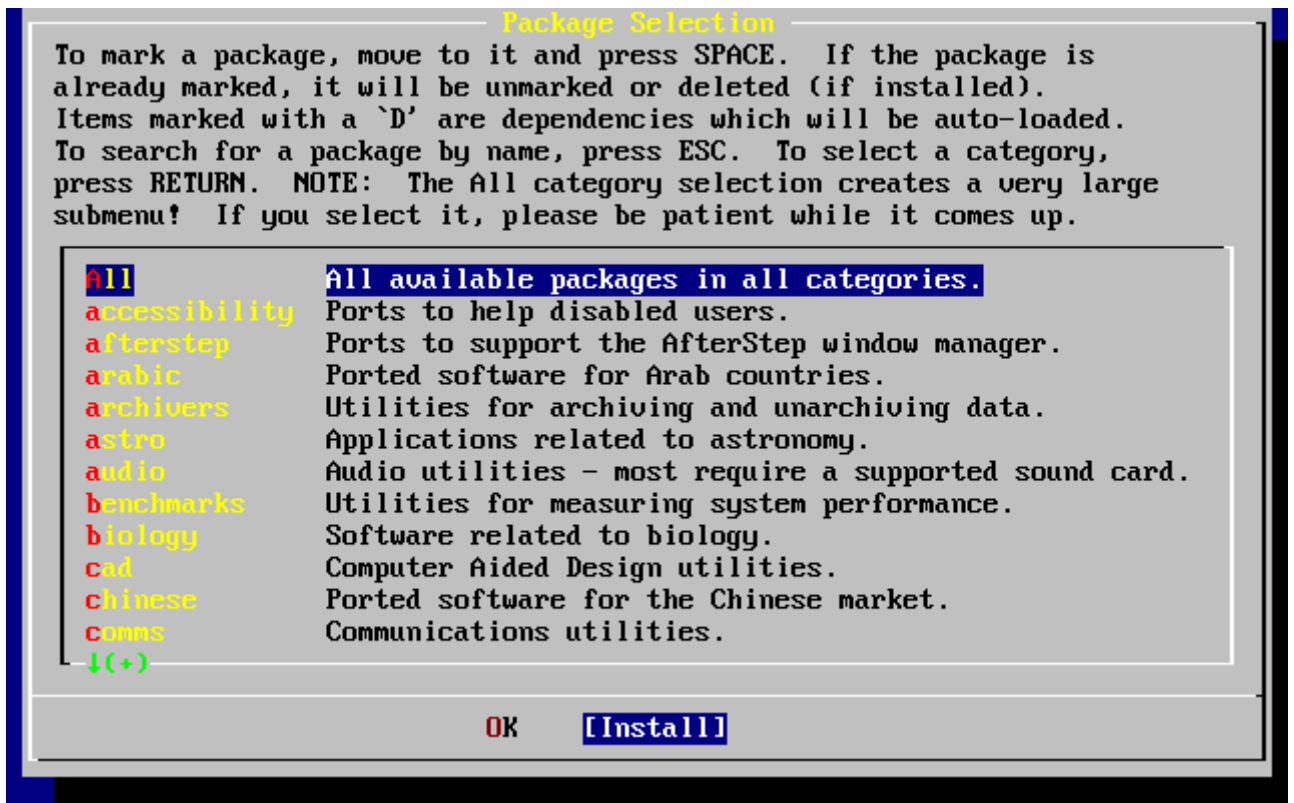 Package Selection
To mark a package, move to it and press SPACE.  If the package is
already marked, it will be unmarked or deleted (if installed).
Items marked with a `D' are dependencies which will be auto-loaded.
To search for a package by name, press ESC.  To select a category,
press RETURN.  NOTE:  The All category selection creates a very large
submenu!  If you select it, please be patient while it comes up.
All All available packages in all categories.
accessibility Ports to help disabled users.
afterstep Ports to support the AfterStep window manager.
arabic Ported software for Arab countries.
archivers Utilities for archiving and unarchiving data.
astro Applications related to astronomy.
audio Audio utilities - most require a supported sound card.
benchmarks Utilities for measuring system performance.
biology Software related to biology.
cad Computer Aided Design utilities.
chinese Ported software for the Chinese market.
comms Communications utilities.
↓(+)
OK [Install]